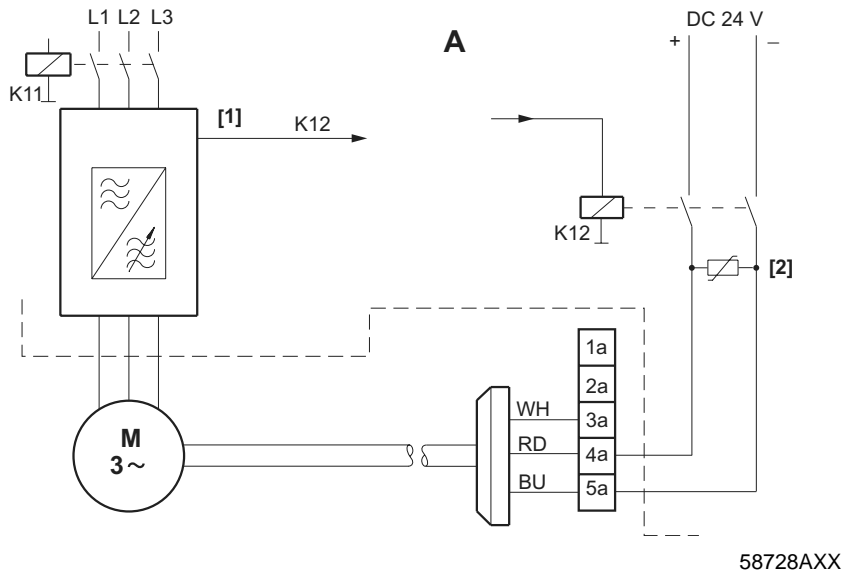 L1 L2 L3
A
DC 24 V
+ –
K11
[1]
K12
K12
[2]
1a
2a
WH 3a
RD 4a
BU 5a
M
3 ~
58728AXX